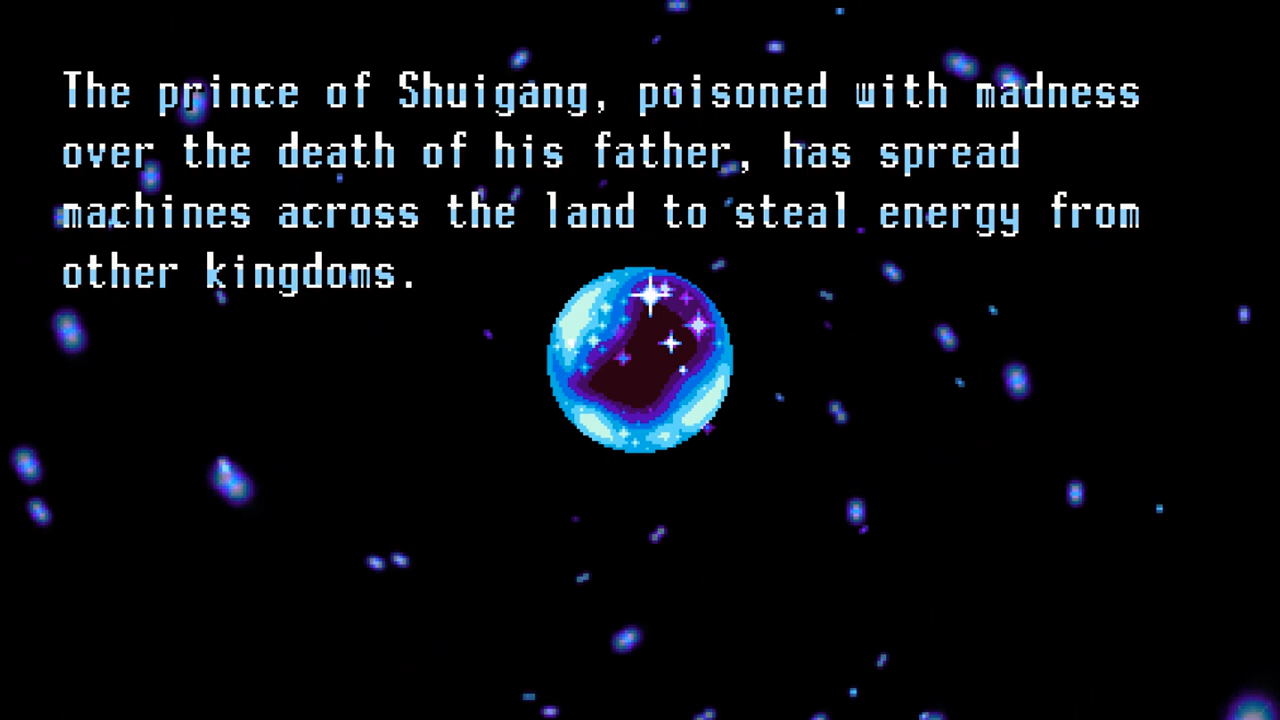 The prince of Shuigang, poisoned with madness
over the death of his father, has spread
machines across the land to steal energy from
other kingdoms.